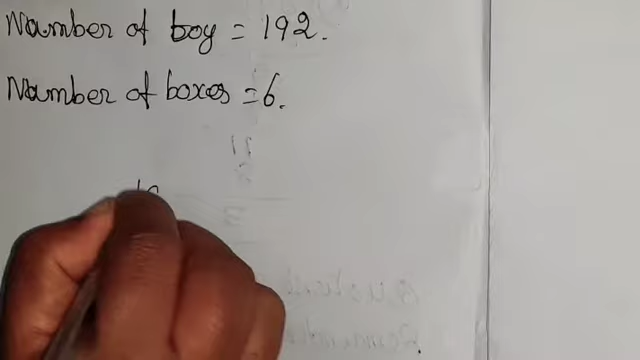 Number of boy = 192.
Number of boxes = 6.